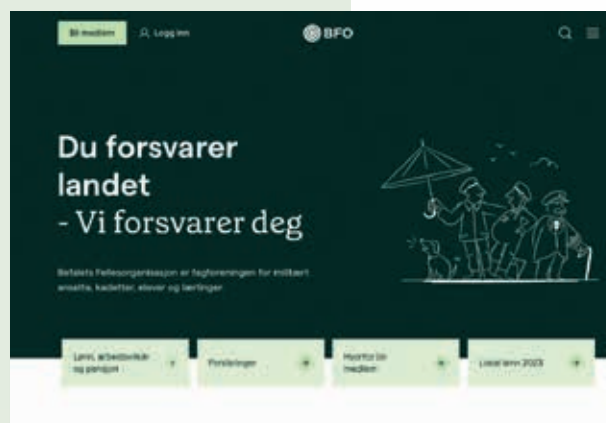 Bli medlem
Logg inn
BFO
Du forsvarer
landet
- Vi forsvarer deg
Befalets Fellesorganisasjon er fagforeningen for militært
ansatte, kadetter, elever og lærlinger
Lønn, arbeidsvilkår
og pensjon
Forsikringer
Hvorfor bli
medlem
Lokal lønn 2023